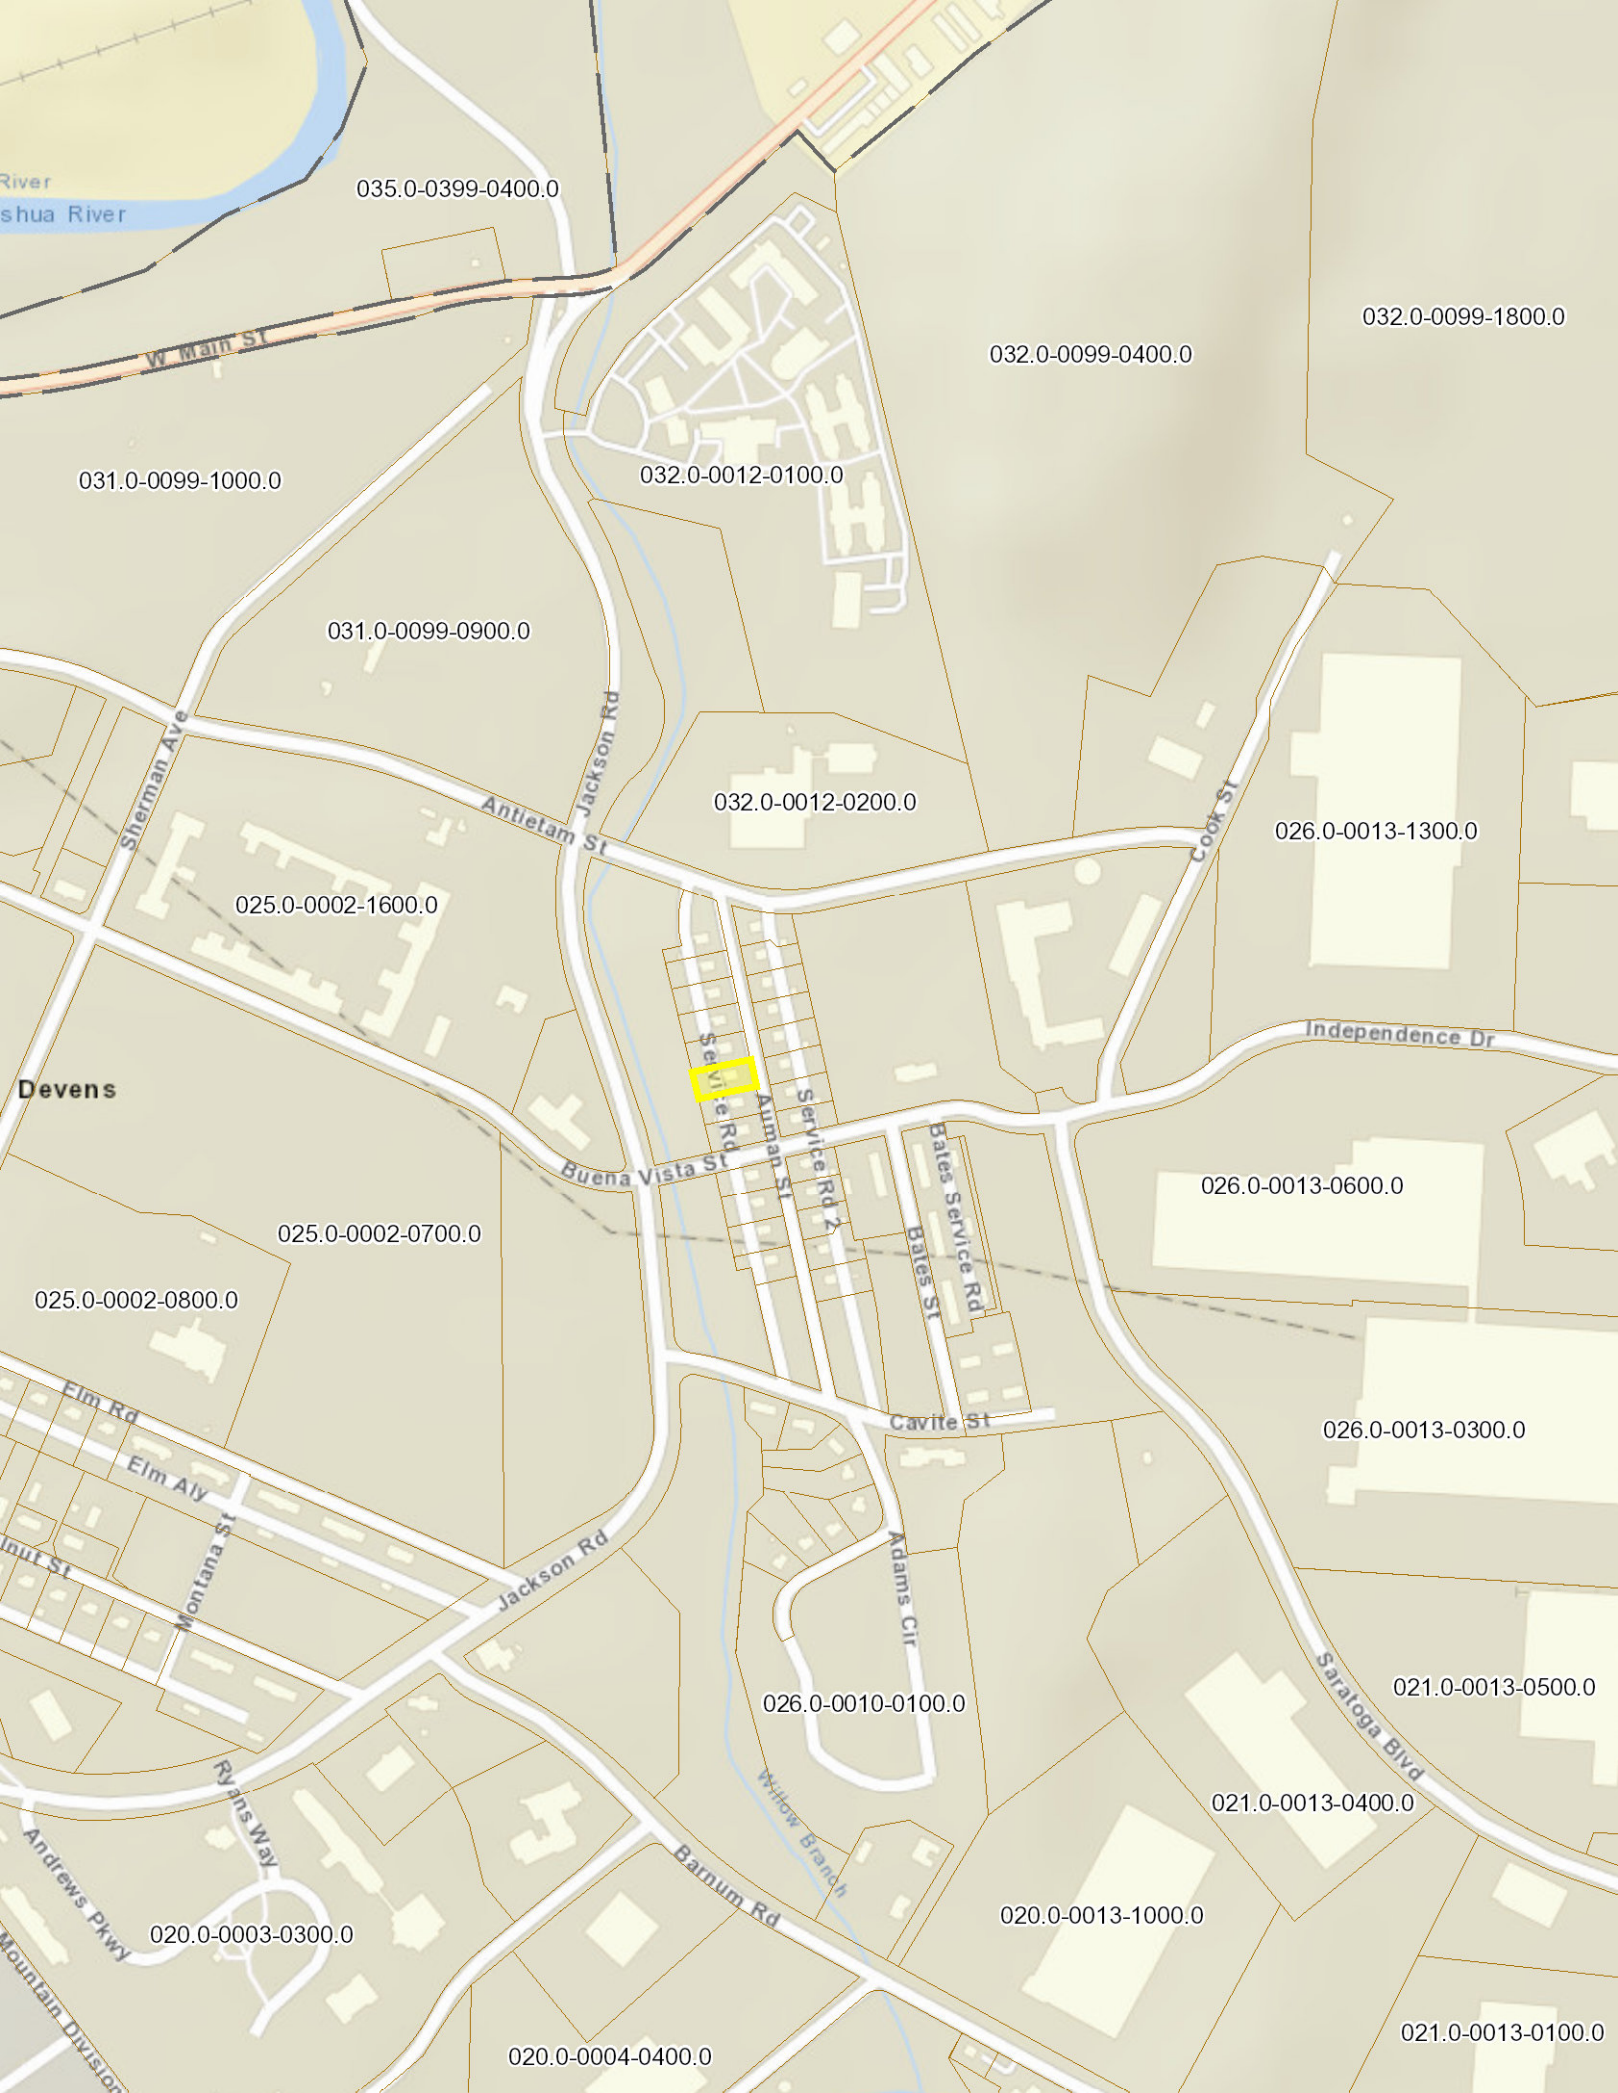 River
shua River
035.0-0399-0400.0
W Main St
032.0-0099-1800.0
032.0-0099-0400.0
031.0-0099-1000.0
032.0-0012-0100.0
031.0-0099-0900.0
Jackson Rd
Sherman Ave
Antietam St
032.0-0012-0200.0
Cook St
026.0-0013-1300.0
025.0-0002-1600.0
Independence Dr
Service Rd
Devens
Auman St
Service Rd 2
Bates Service Rd
Buena Vista St
026.0-0013-0600.0
025.0-0002-0700.0
Bates St
025.0-0002-0800.0
Elm Rd
Cavite St
026.0-0013-0300.0
Elm Aly
lnut St
Montana St
Jackson Rd
Adams Cir
Saratoga Blvd
021.0-0013-0500.0
026.0-0010-0100.0
Ryans Way
Willow Branch
021.0-0013-0400.0
Andrews Pkwy
Barnum Rd
020.0-0013-1000.0
020.0-0003-0300.0
Mountain Division
021.0-0013-0100.0
020.0-0004-0400.0